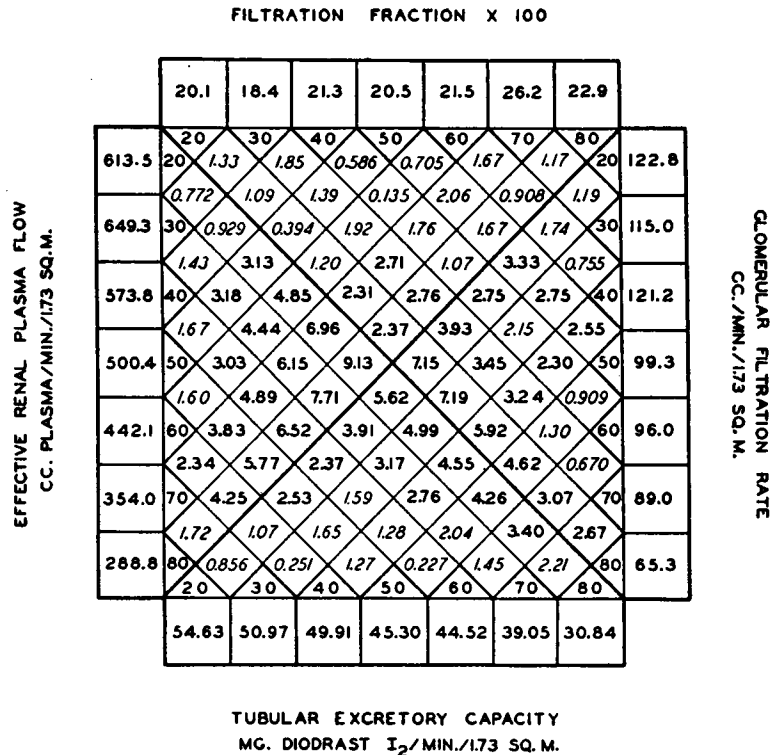 FILTRATION FRACTION X 100
20.1 18.4 21.3 20.5 21.5 26.2 22.9
20 30 40 50 60 70 80
613.5 20 1.33 1.85 0.586 0.705 1.67 1.17 20 122.8
0.772 1.09 1.39 0.135 2.06 0.908 1.19
649.3 30 0.929 0.394 1.92 1.76 1.67 1.74 30 115.0
1.43 3.13 1.20 2.71 1.07 3.33 0.755
573.8 40 3.18 4.85 2.31 2.76 2.75 2.75 40 121.2
1.67 4.44 6.96 2.37 3.93 2.15 2.55
500.4 50 3.03 6.15 9.13 7.15 3.45 2.30 50 99.3
1.60 4.89 7.71 5.62 7.19 3.24 0.909
442.1 60 3.83 6.52 3.91 4.99 5.92 1.30 60 96.0
2.34 5.77 2.37 3.17 4.55 4.62 0.670
354.0 70 4.25 2.53 1.59 2.76 4.26 3.07 70 89.0
1.72 1.07 1.65 1.28 2.04 3.40 2.67
288.8 80 0.856 0.251 1.27 0.227 1.45 2.21 80 65.3
20 30 40 50 60 70 80
54.63 50.97 49.91 45.30 44.52 39.05 30.84
EFFECTIVE RENAL PLASMA FLOW
CC. PLASMA/MIN./1.73 SQ. M.
GLOMERULAR FILTRATION RATE
CC./MIN./1.73 SQ. M.
TUBULAR EXCRETORY CAPACITY
MG. DIODRAST I₂/MIN./1.73 SQ. M.